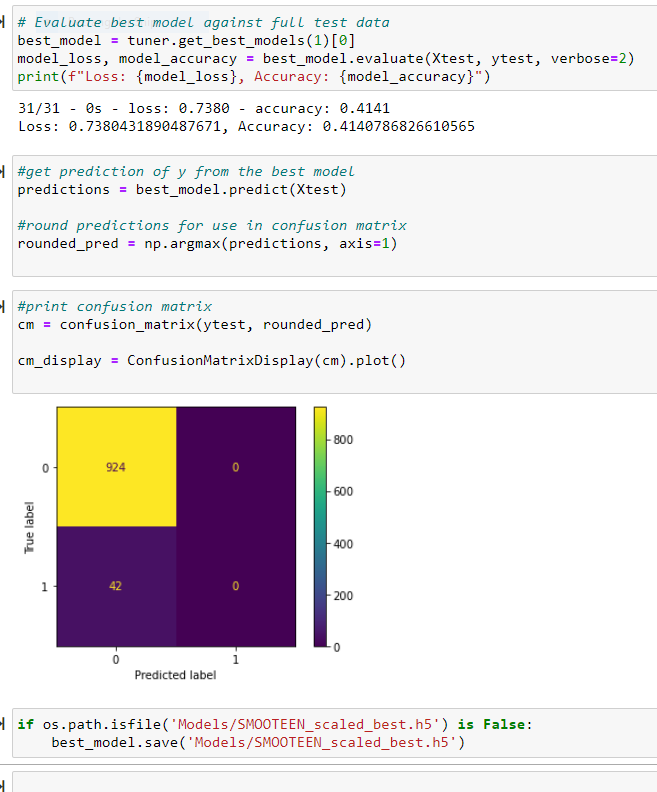 # Evaluate best model against full test data
best_model = tuner.get_best_models(1)[0]
model_loss, model_accuracy = best_model.evaluate(Xtest, ytest, verbose=2)
print(f"Loss: {model_loss}, Accuracy: {model_accuracy}")
31/31 - 0s - loss: 0.7380 - accuracy: 0.4141
Loss: 0.7380431890487671, Accuracy: 0.4140786826610565
#get prediction of y from the best model
predictions = best_model.predict(Xtest)
#round predictions for use in confusion matrix
rounded_pred = np.argmax(predictions, axis=1)
#print confusion matrix
cm = confusion_matrix(ytest, rounded_pred)
cm_display = ConfusionMatrixDisplay(cm).plot()
True label
0
924
0
1
42
0
0
1
Predicted label
800
600
400
200
0
if os.path.isfile('Models/SMOOTEEN_scaled_best.h5') is False:
    best_model.save('Models/SMOOTEEN_scaled_best.h5')